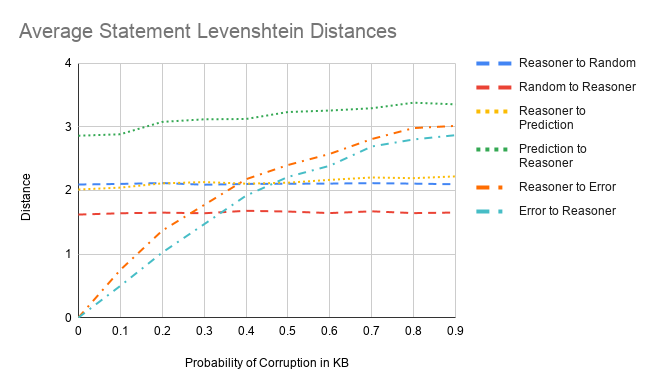 Average Statement Levenshtein Distances
4
3
2
1
0
Distance
0 0.1 0.2 0.3 0.4 0.5 0.6 0.7 0.8 0.9
Probability of Corruption in KB
Reasoner to Random
Random to Reasoner
Reasoner to
Prediction
Prediction to
Reasoner
Reasoner to Error
Error to Reasoner